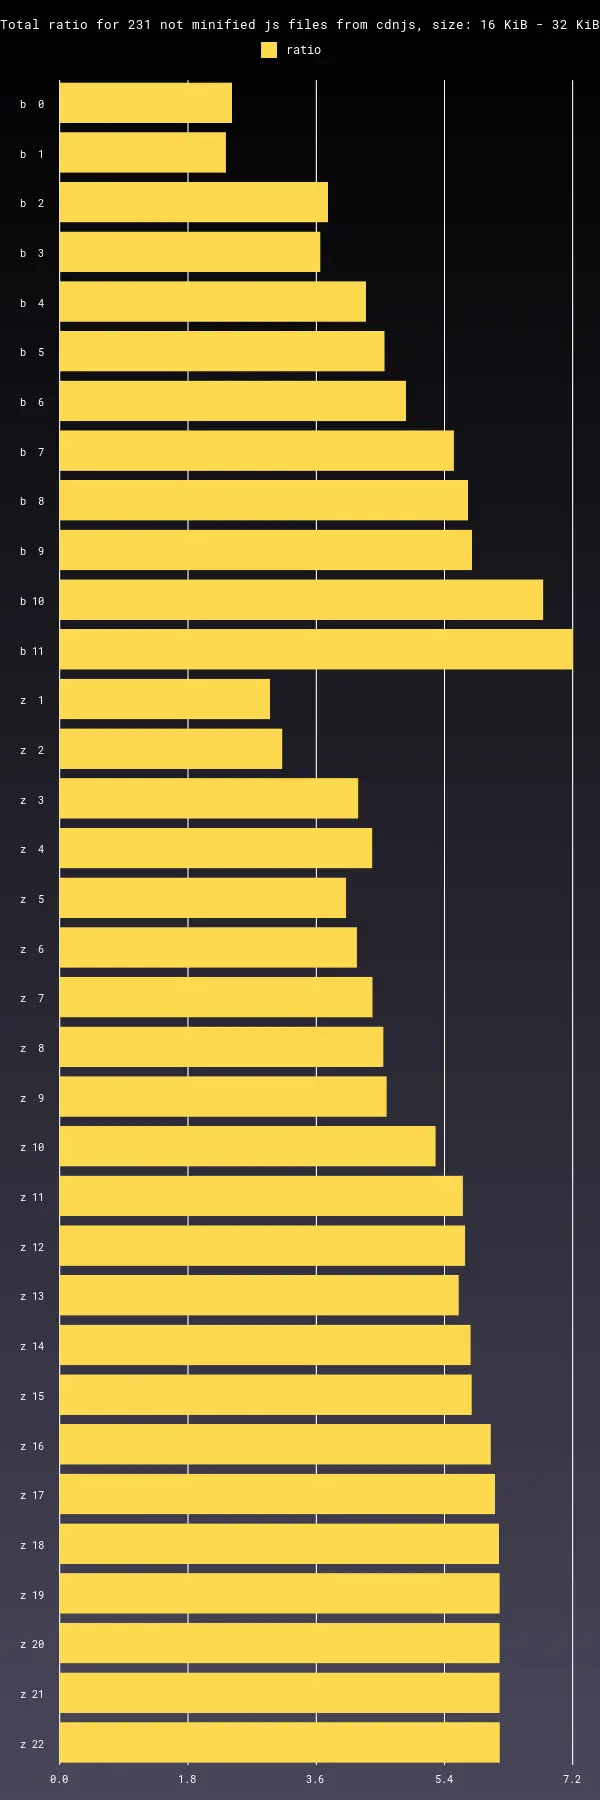 Total ratio for 231 not minified js files from cdnjs, size: 16 KiB - 32 KiB
ratio
b 0
b 1
b 2
b 3
b 4
b 5
b 6
b 7
b 8
b 9
b 10
b 11
z 1
z 2
z 3
z 4
z 5
z 6
z 7
z 8
z 9
z 10
z 11
z 12
z 13
z 14
z 15
z 16
z 17
z 18
z 19
z 20
z 21
z 22
0.0 1.8 3.6 5.4 7.2